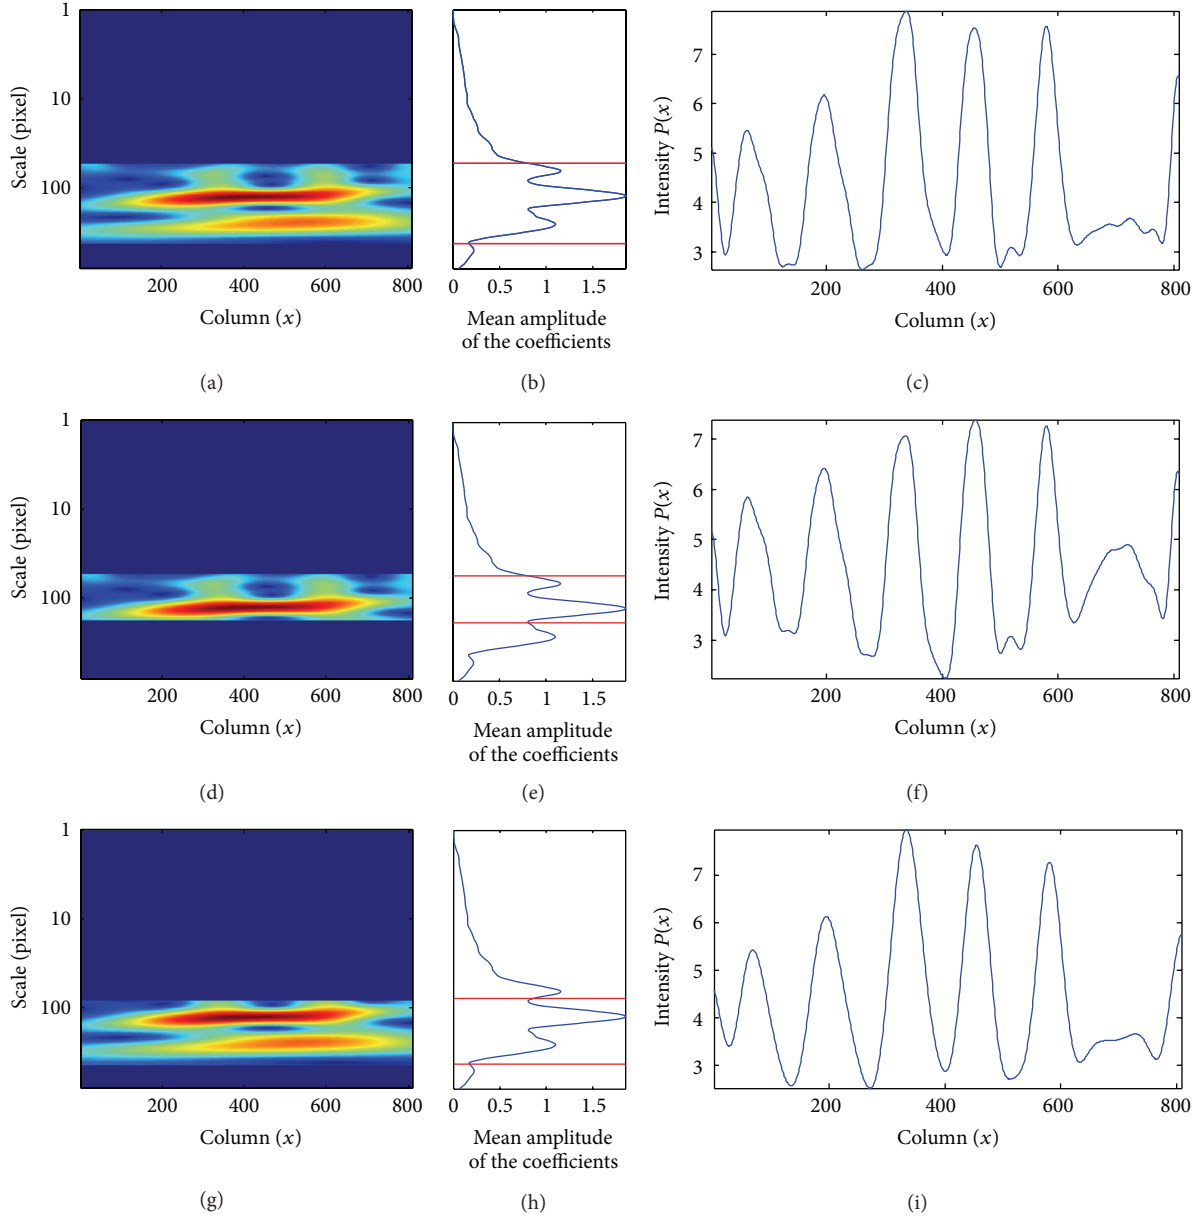 1
10
100
Scale (pixel)
200 400 600 800
Column (x)
(a)
0 0.5 1 1.5
Mean amplitude
of the coefficients
(b)
7
6
5
4
3
Intensity P(x)
200 400 600 800
Column (x)
(c)
1
10
100
Scale (pixel)
200 400 600 800
Column (x)
(d)
0 0.5 1 1.5
Mean amplitude
of the coefficients
(e)
7
6
5
4
3
Intensity P(x)
200 400 600 800
Column (x)
(f)
1
10
100
Scale (pixel)
200 400 600 800
Column (x)
(g)
0 0.5 1 1.5
Mean amplitude
of the coefficients
(h)
7
6
5
4
3
Intensity P(x)
200 400 600 800
Column (x)
(i)